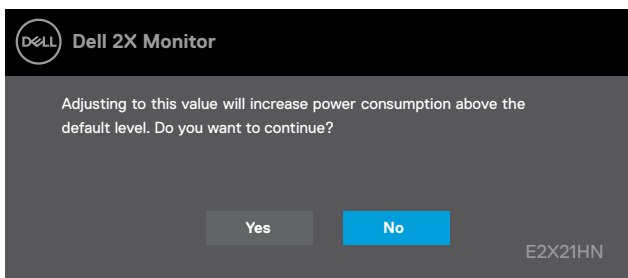 DELL Dell 2X Monitor
Adjusting to this value will increase power consumption above the
default level. Do you want to continue?
Yes No
E2X21HN